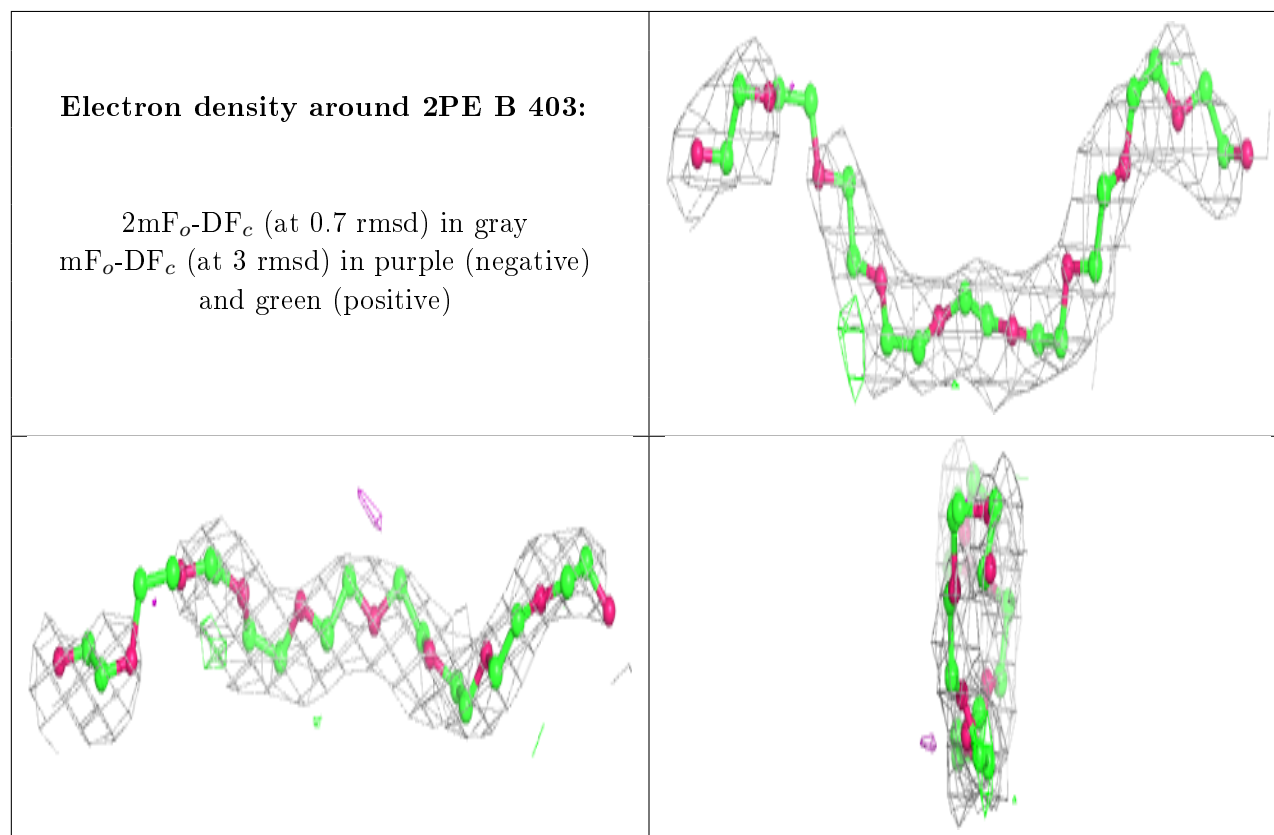 Electron density around 2PE B 403:
2mFₒ-DF𝒸 (at 0.7 rmsd) in gray
mFₒ-DF𝒸 (at 3 rmsd) in purple (negative)
and green (positive)